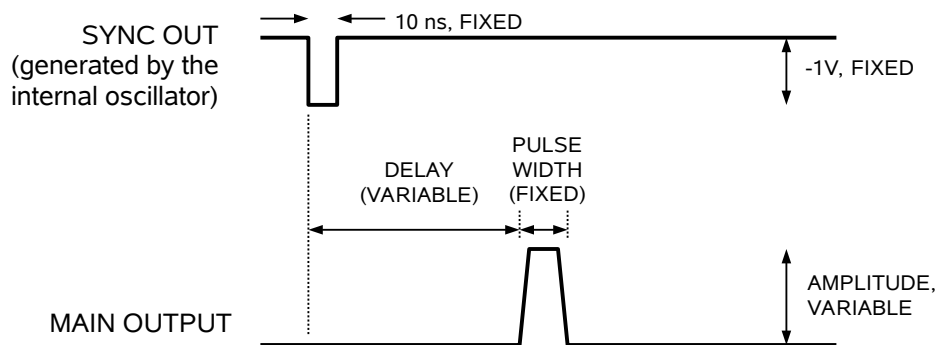 10 ns, FIXED
SYNC OUT
(generated by the
internal oscillator)
-1V, FIXED
DELAY
(VARIABLE)
PULSE
WIDTH
(FIXED)
AMPLITUDE,
VARIABLE
MAIN OUTPUT